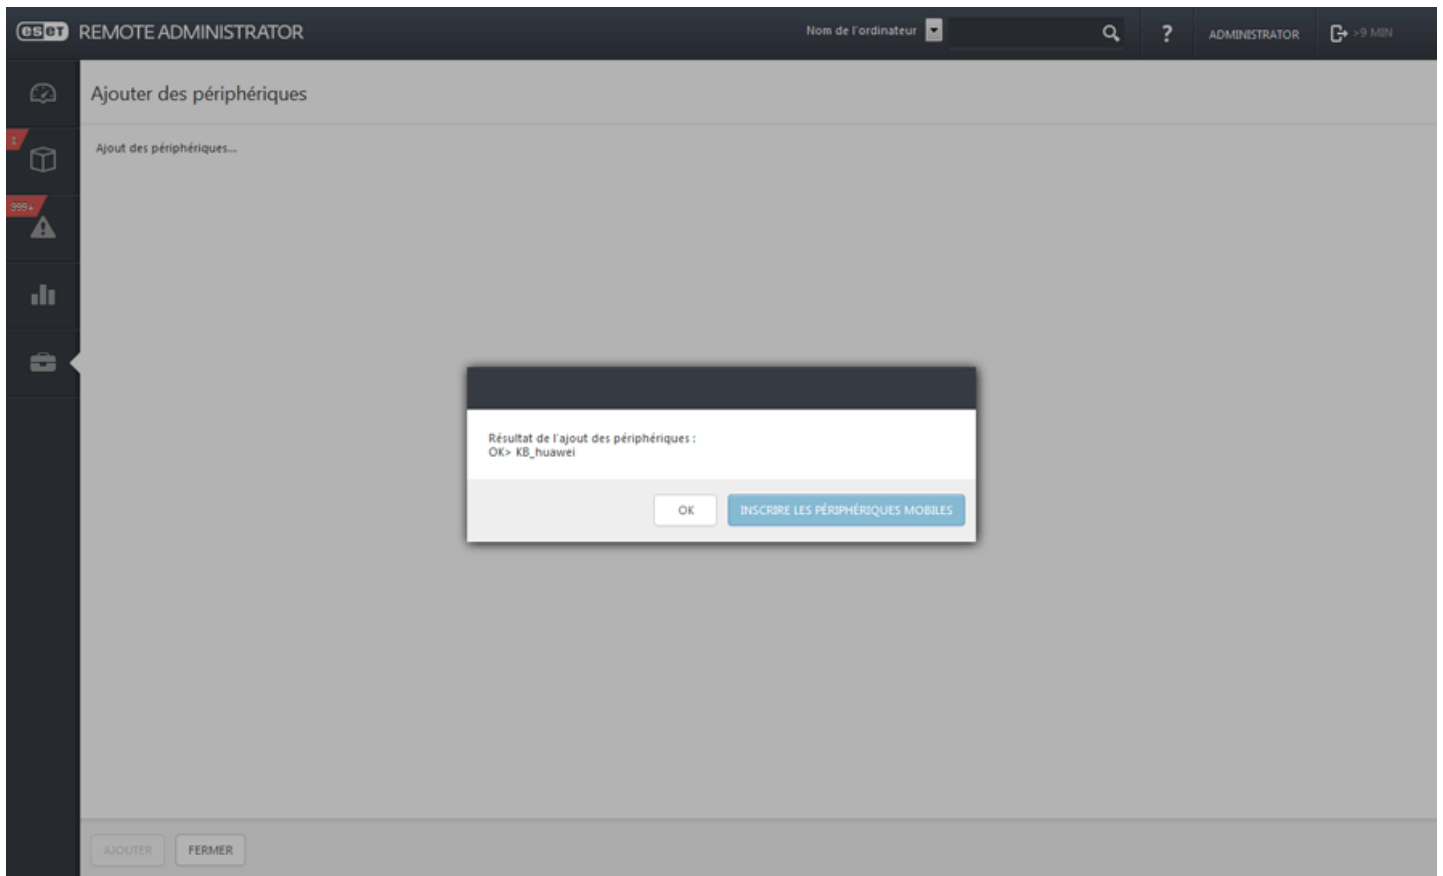 eset REMOTE ADMINISTRATOR
Nom de l'ordinateur
?
ADMINISTRATOR
>9 MIN
Ajouter des périphériques
1
Ajout des périphériques...
999+
Résultat de l'ajout des périphériques :
OK> KB_huawei
OK
INSCRIRE LES PÉRIPHÉRIQUES MOBILES
AJOUTER
FERMER